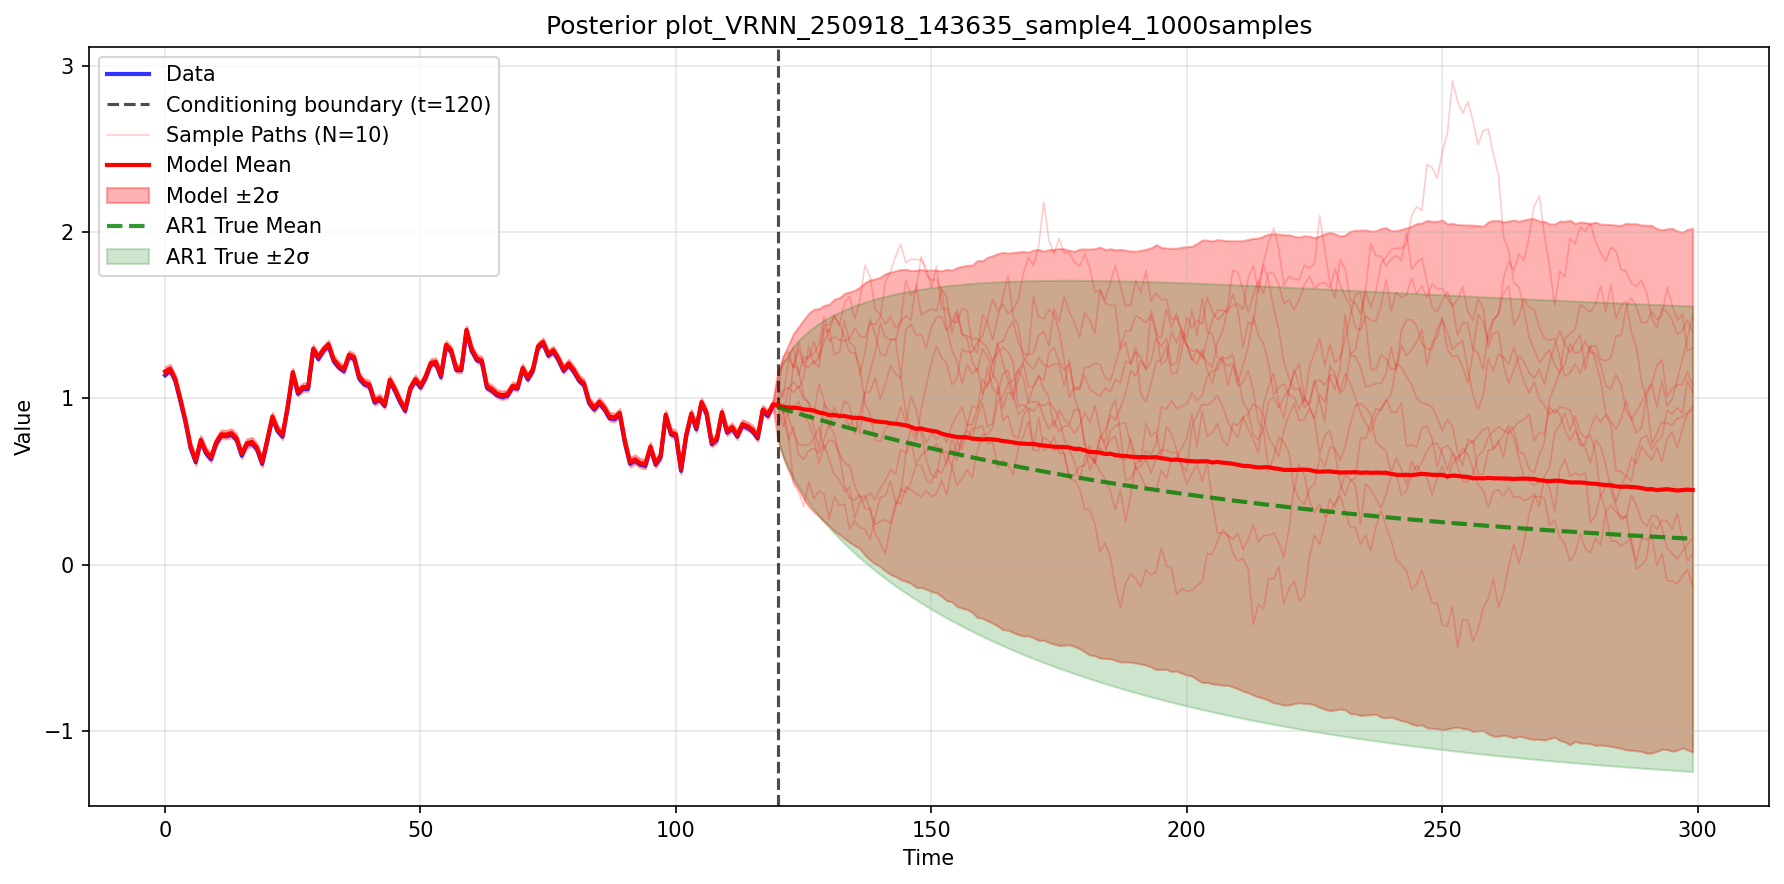 Posterior plot_VRNN_250918_143635_sample4_1000samples
Data
Conditioning boundary (t=120)
Sample Paths (N=10)
Model Mean
Model ±2σ
AR1 True Mean
AR1 True ±2σ
Value
3
2
1
0
−1
0
50
100
150
200
250
300
Time